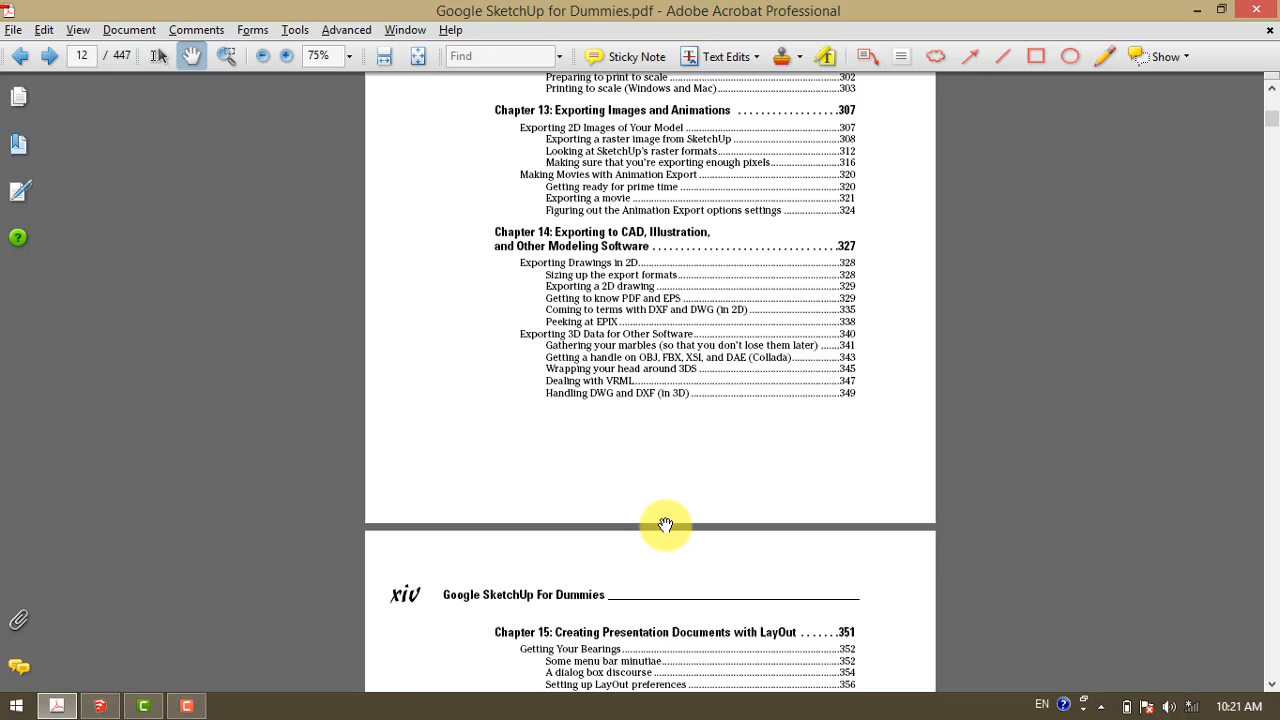 Google SketchUp For Dummies.pdf - Adobe Acrobat Professional
File Edit View Document Comments Tools Advanced Window Help
12 / 447 75% Find Sticky Note Text Edits Show
Preparing to print to scale ........302
Printing to scale (Windows and Mac)........303
Chapter 13: Exporting Images and Animations . . . . . . . . . . . . . . . . . .307
Exporting 2D Images of Your Model ........307
Exporting a raster image from SketchUp ........308
Looking at SketchUp's raster formats........312
Making sure that you're exporting enough pixels........316
Making Movies with Animation Export ........320
Getting ready for prime time ........320
Exporting a movie ........321
Figuring out the Animation Export options settings ........324
Chapter 14: Exporting to CAD, Illustration,
and Other Modeling Software . . . . . . . . . . . . . . . . . . . . . . . . . . .327
Exporting Drawings in 2D........328
Sizing up the export formats........328
Exporting a 2D drawing ........329
Getting to know PDF and EPS ........329
Coming to terms with DXF and DWG (in 2D) ........335
Peeking at EPIX ........338
Exporting 3D Data for Other Software........340
Gathering your marbles (so that you don't lose them later) .......341
Getting a handle on OBJ, FBX, XSI, and DAE (Collada)........343
Wrapping your head around 3DS ........345
Dealing with VRML........347
Handling DWG and DXF (in 3D) ........349
xiv Google SketchUp For Dummies
Chapter 15: Creating Presentation Documents with LayOut . . . . . . .351
Getting Your Bearings........352
Some menu bar minutiae........352
A dialog box discourse ........354
Setting up LayOut preferences ........356
EN 10:21 AM